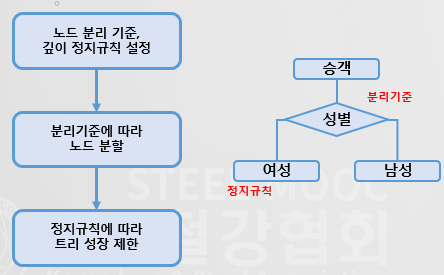 노드 분리 기준,
깊이 정지규칙 설정
분리기준에 따라
노드 분할
정지규칙에 따라
트리 성장 제한
승객
분리기준
성별
여성
남성
정지규칙
STEEL MOOC
철강협회